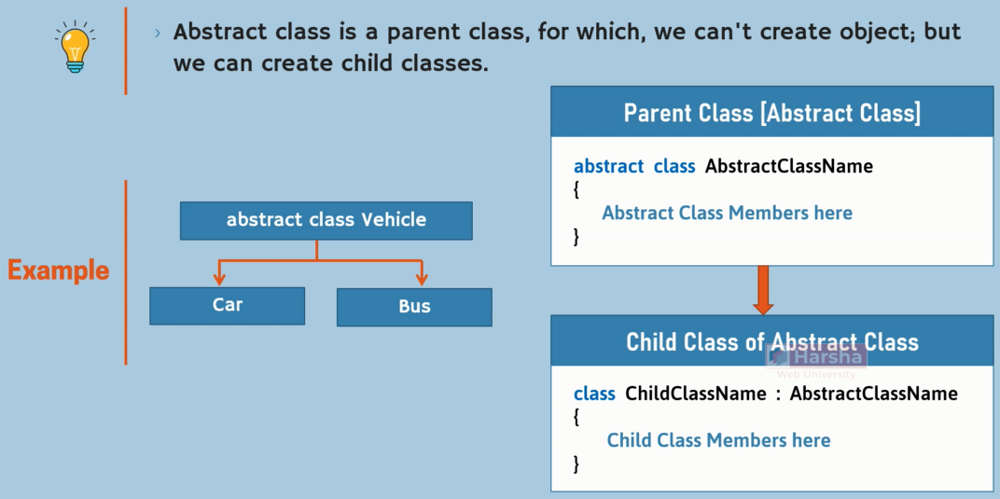 › Abstract class is a parent class, for which, we can't create object; but
we can create child classes.
Example
abstract class Vehicle
Car
Bus
Parent Class [Abstract Class]
abstract class AbstractClassName
{
Abstract Class Members here
}
Child Class of Abstract Class
Harsha
Web University
class ChildClassName : AbstractClassName
{
Child Class Members here
}